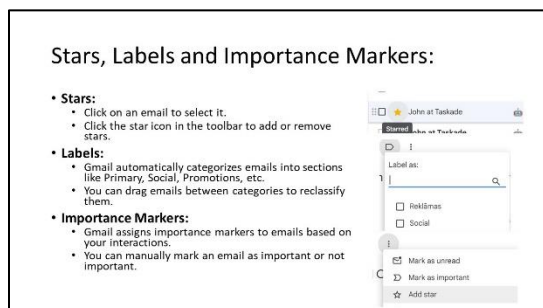 Stars, Labels and Importance Markers:
• Stars:
• Click on an email to select it.
• Click the star icon in the toolbar to add or remove
stars.
• Labels:
• Gmail automatically categorizes emails into sections
like Primary, Social, Promotions, etc.
• You can drag emails between categories to reclassify
them.
• Importance Markers:
• Gmail assigns importance markers to emails based on
your interactions.
• You can manually mark an email as important or not
important.
John at Taskade
Starred
John at Taskade
Label as:
Reklāmas
Social
Mark as unread
Mark as important
Add star